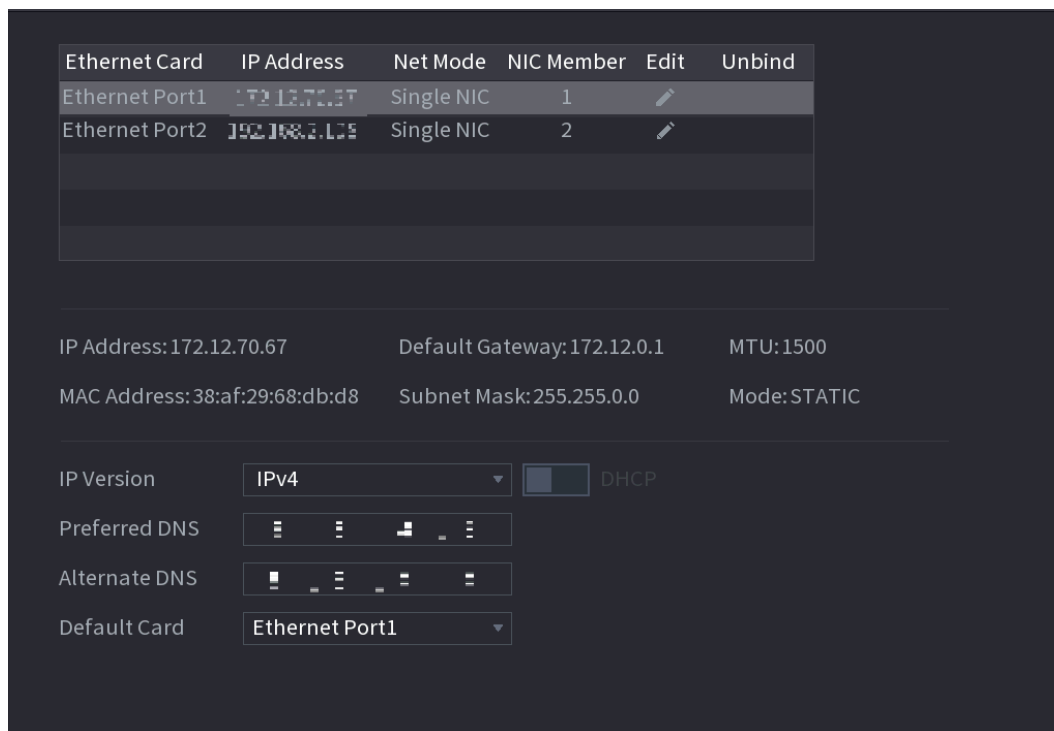 Ethernet Card IP Address Net Mode NIC Member Edit Unbind
Ethernet Port1 Single NIC 1
Ethernet Port2 Single NIC 2
IP Address:172.12.70.67 Default Gateway:172.12.0.1 MTU:1500
MAC Address:38:af:29:68:db:d8 Subnet Mask:255.255.0.0 Mode:STATIC
IP Version IPv4 DHCP
Preferred DNS
Alternate DNS
Default Card Ethernet Port1